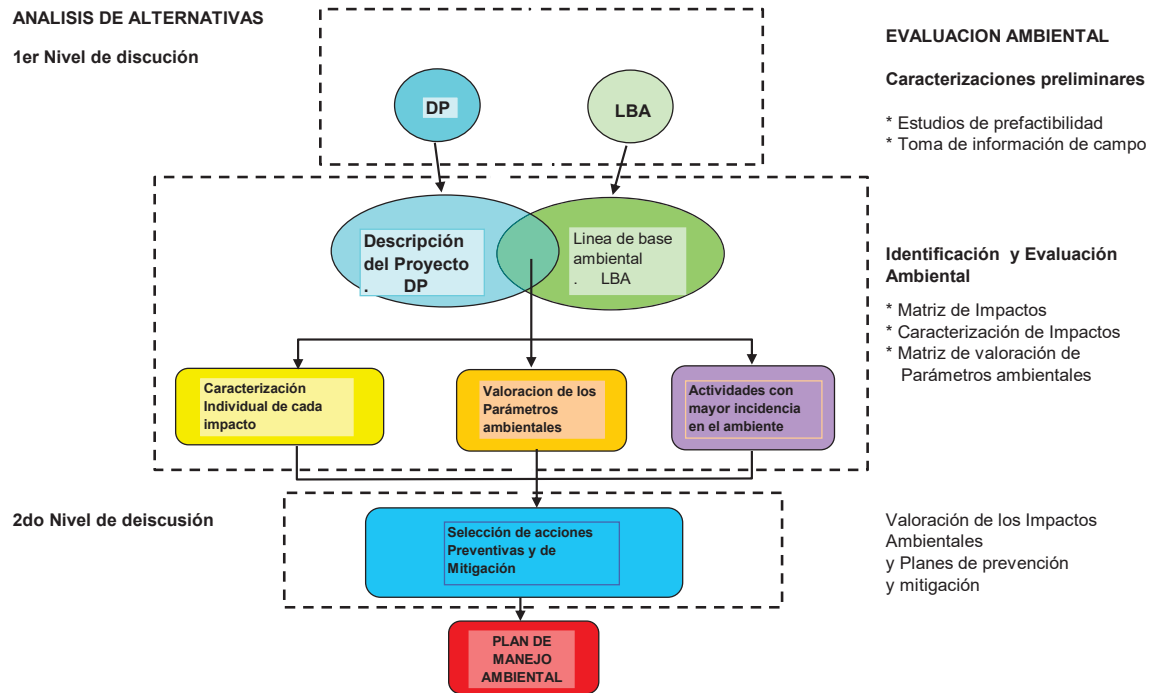 ANALISIS DE ALTERNATIVAS
1er Nivel de discución
EVALUACION AMBIENTAL
Caracterizaciones preliminares
* Estudios de prefactibilidad
* Toma de información de campo
DP
LBA
Descripción
del Proyecto
. DP
Linea de base
ambiental
. LBA
Identificación y Evaluación
Ambiental
* Matriz de Impactos
* Caracterización de Impactos
* Matriz de valoración de
Parámetros ambientales
Caracterización
Individual de cada
impacto
Valoracion de los
Parámetros
ambientales
Actividades con
mayor incidencia
en el ambiente
2do Nivel de deiscusión
Selección de acciones
Preventivas y de
Mitigación
Valoración de los Impactos
Ambientales
y Planes de prevención
y mitigación
PLAN DE
MANEJO
AMBIENTAL